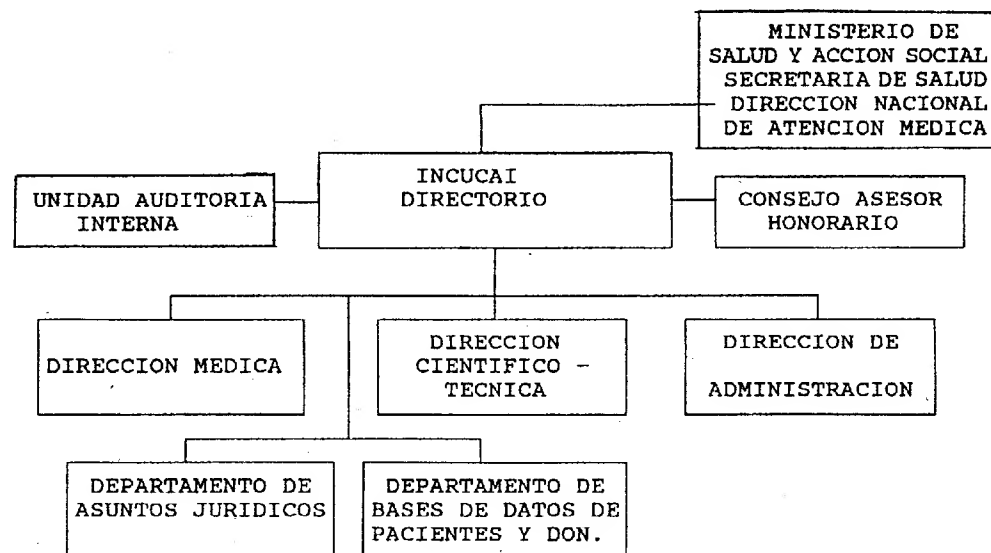 MINISTERIO DE
SALUD Y ACCION SOCIAL
SECRETARIA DE SALUD
DIRECCION NACIONAL
DE ATENCION MEDICA
INCUCAI
DIRECTORIO
UNIDAD AUDITORIA
INTERNA
CONSEJO ASESOR
HONORARIO
DIRECCION MEDICA
DIRECCION
CIENTIFICO -
TECNICA
DIRECCION DE
ADMINISTRACION
DEPARTAMENTO DE
ASUNTOS JURIDICOS
DEPARTAMENTO DE
BASES DE DATOS DE
PACIENTES Y DON.